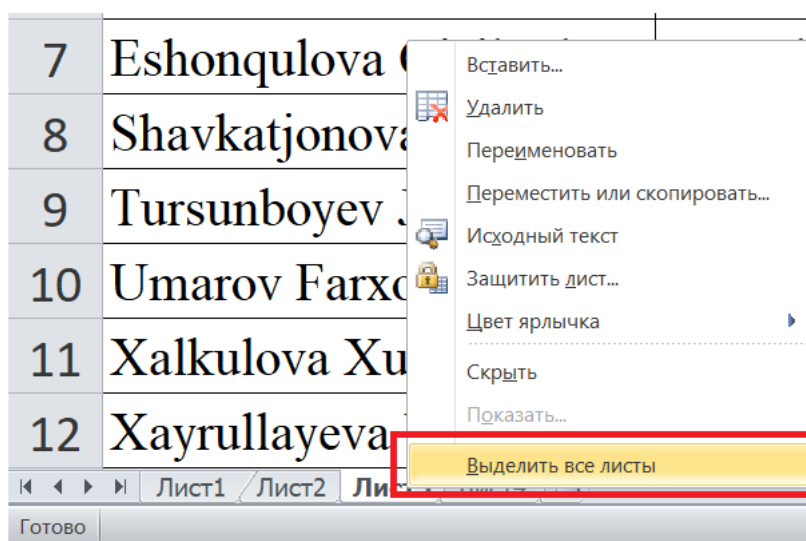 7 Eshonqulova
8 Shavkatjonova
9 Tursunboyev
10 Umarov
11 Xalkulova
12 Xayrullayeva
Вставить...
Удалить
Переименовать
Переместить или скопировать...
Исходный текст
Защитить лист...
Цвет ярлычка
Скрыть
Показать...
Выделить все листы
Лист1 Лист2
Готово